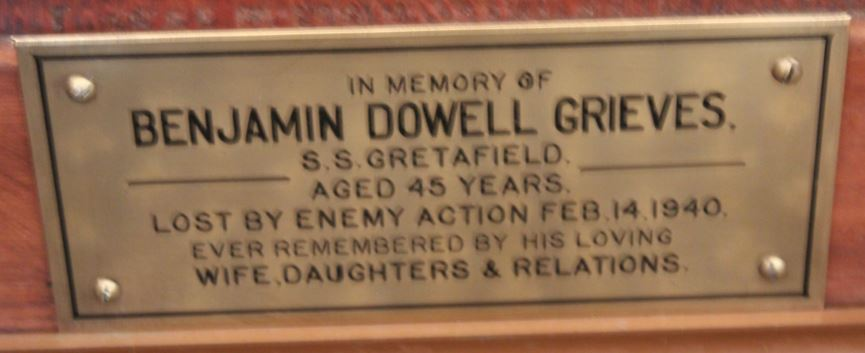 IN MEMORY OF
BENJAMIN DOWELL GRIEVES.
S.S. GRETAFIELD.
AGED 45 YEARS.
LOST BY ENEMY ACTION FEB. 14. 1940.
EVER REMEMBERED BY HIS LOVING
WIFE, DAUGHTERS & RELATIONS.